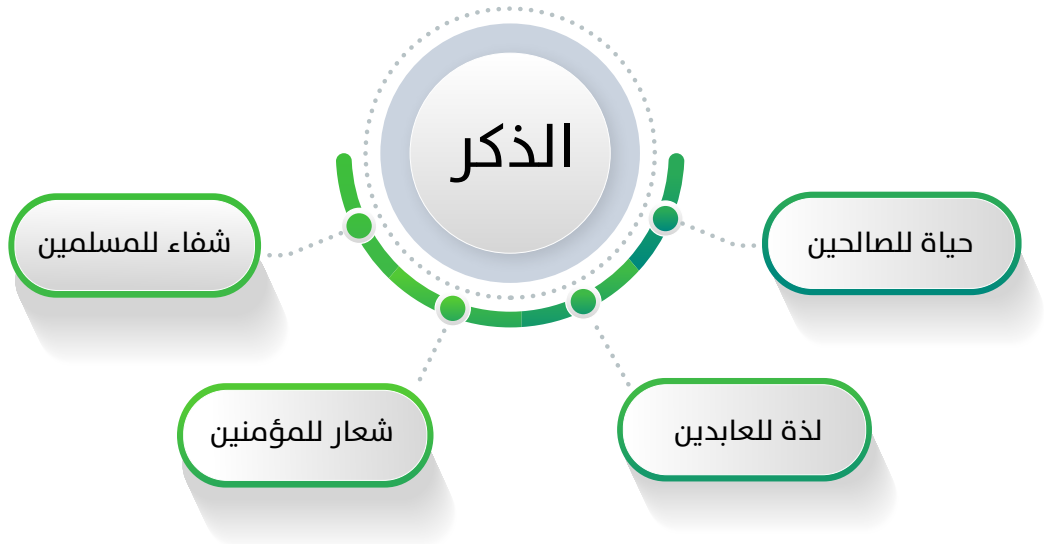 الذكر
حياة للصالحين
لذة للعابدين
شعار للمؤمنين
شفاء للمسلمين